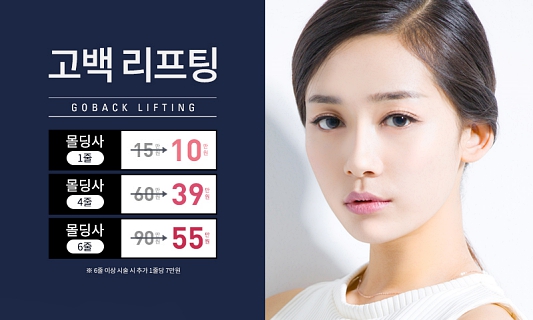 고백 리프팅
GOBACK LIFTING
몰딩사
1줄
15만원 10만원
몰딩사
4줄
60만원 39만원
몰딩사
6줄
90만원 55만원
※ 6줄 이상 시술 시 추가 1줄당 7만원